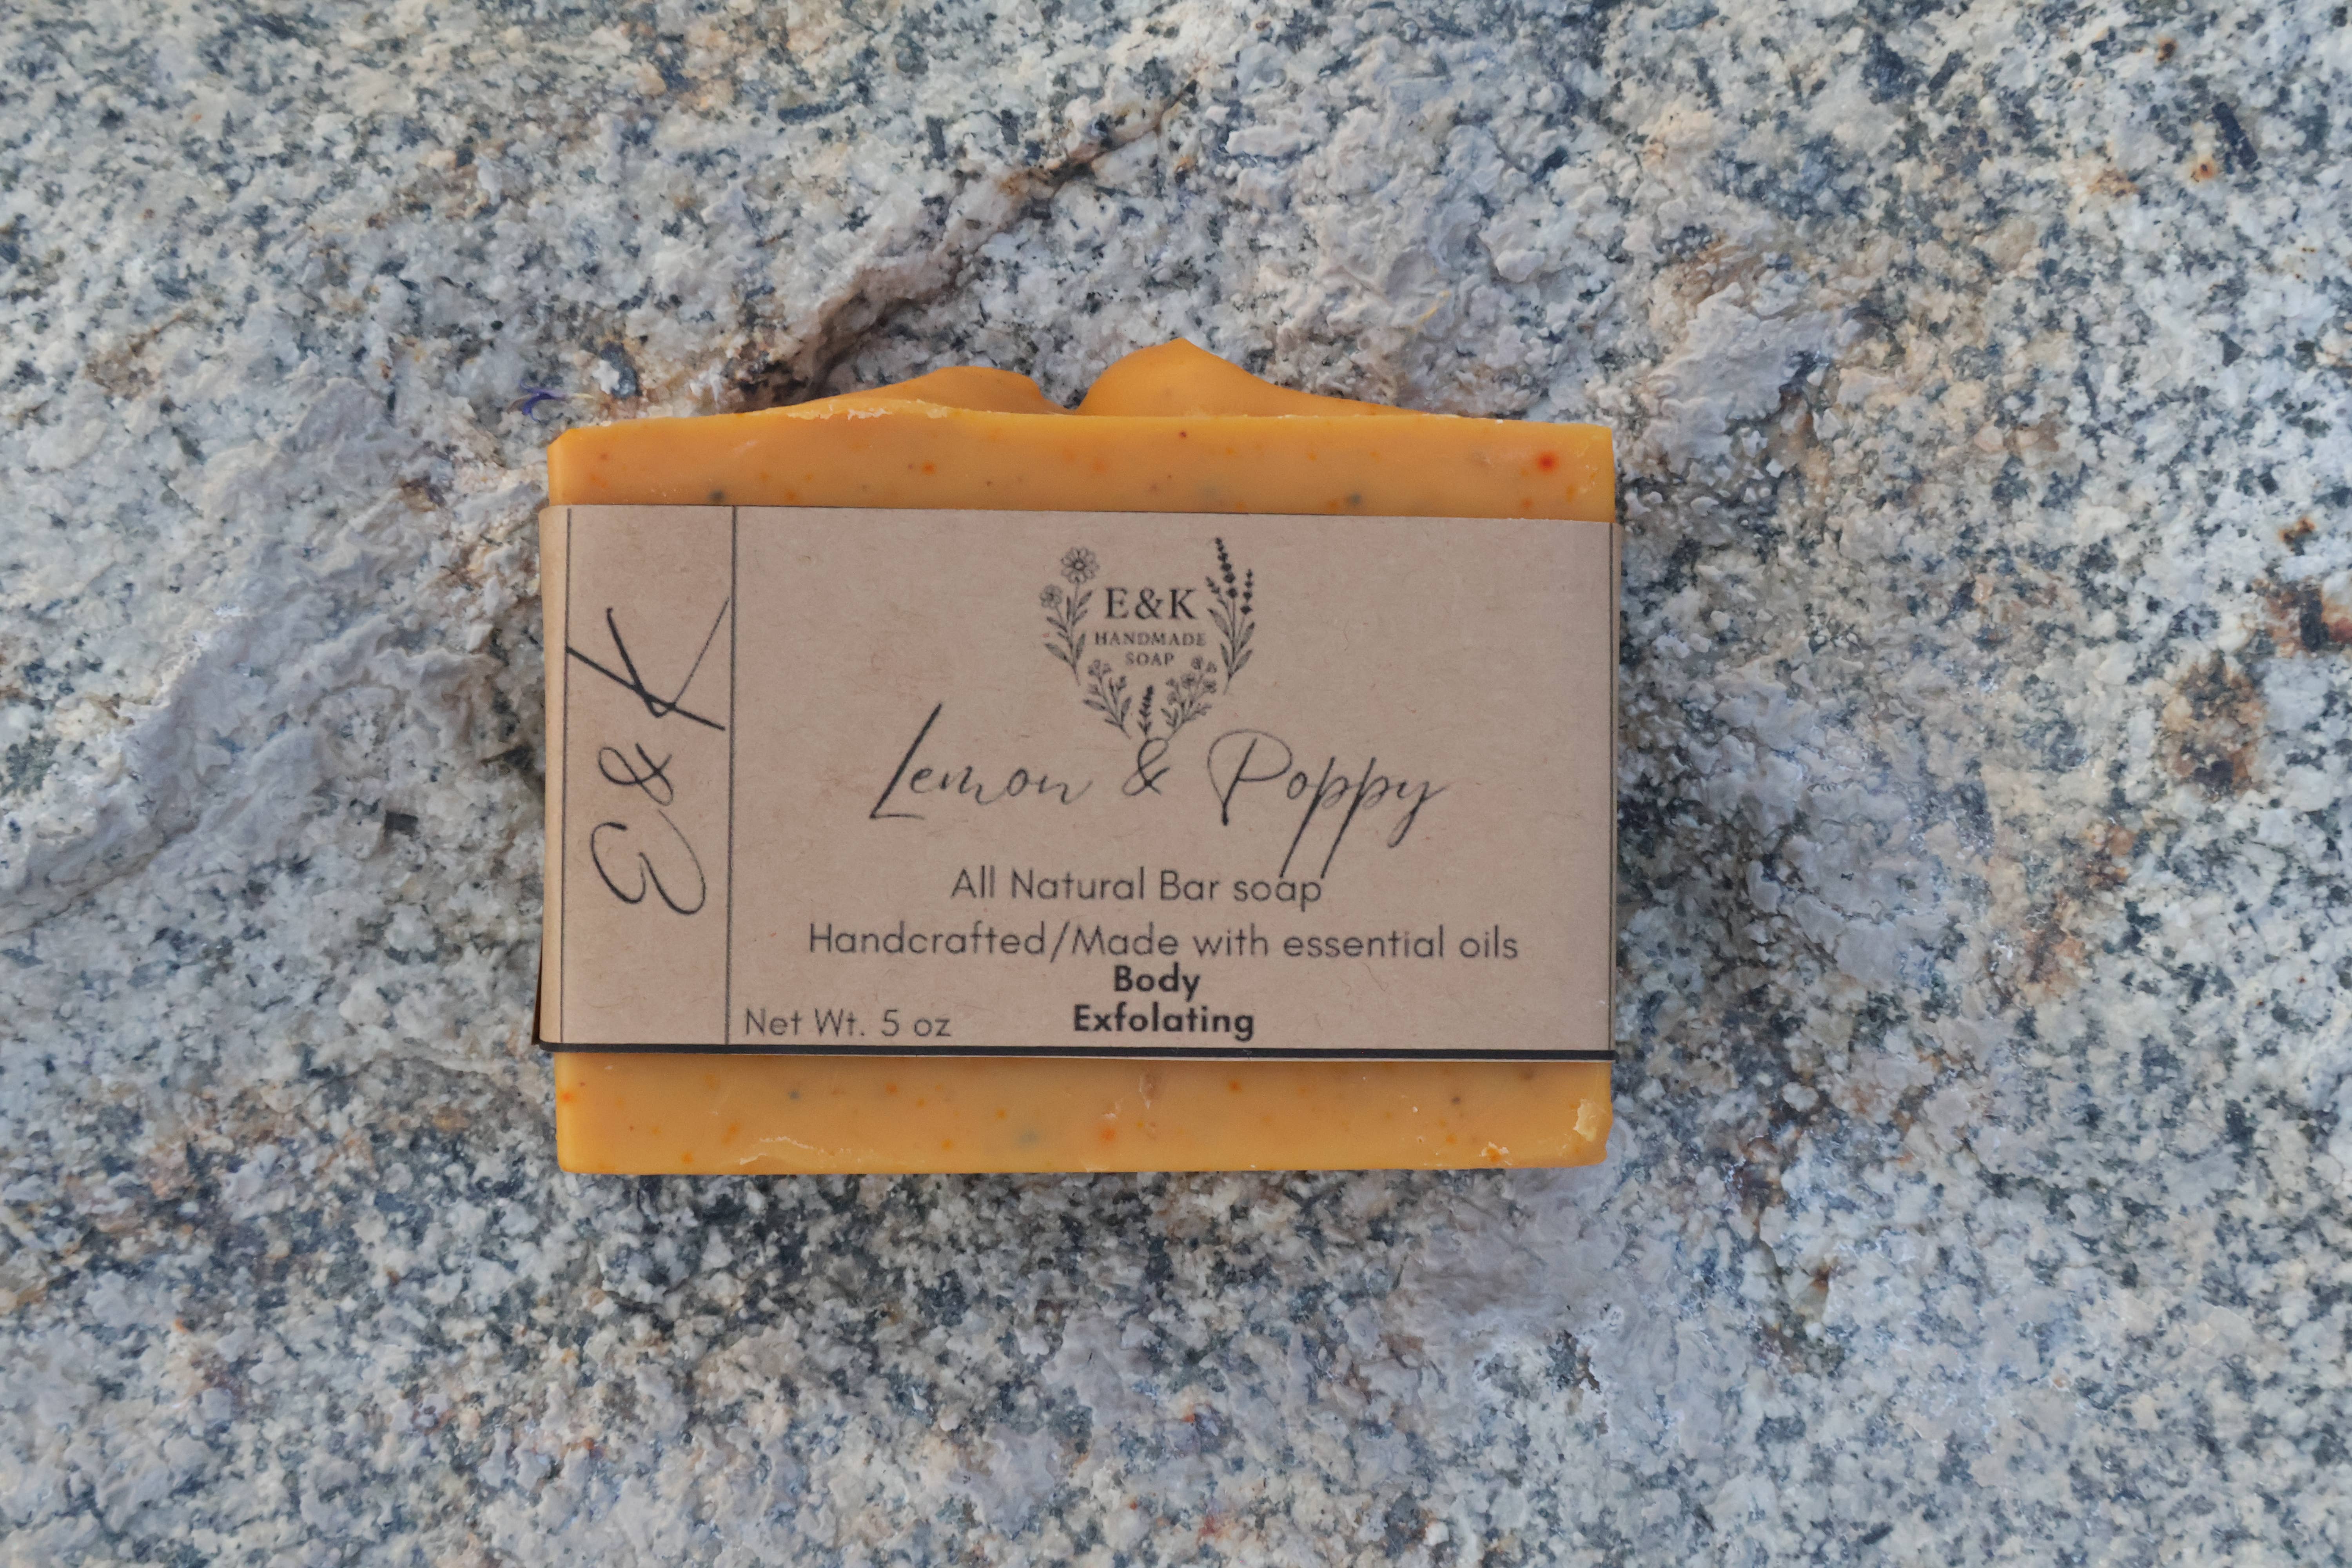 E&K
E&K
HANDMADE
SOAP
Lemon & Poppy
All Natural Bar soap
Handcrafted/Made with essential oils
Body
Net Wt. 5 oz
Exfolating